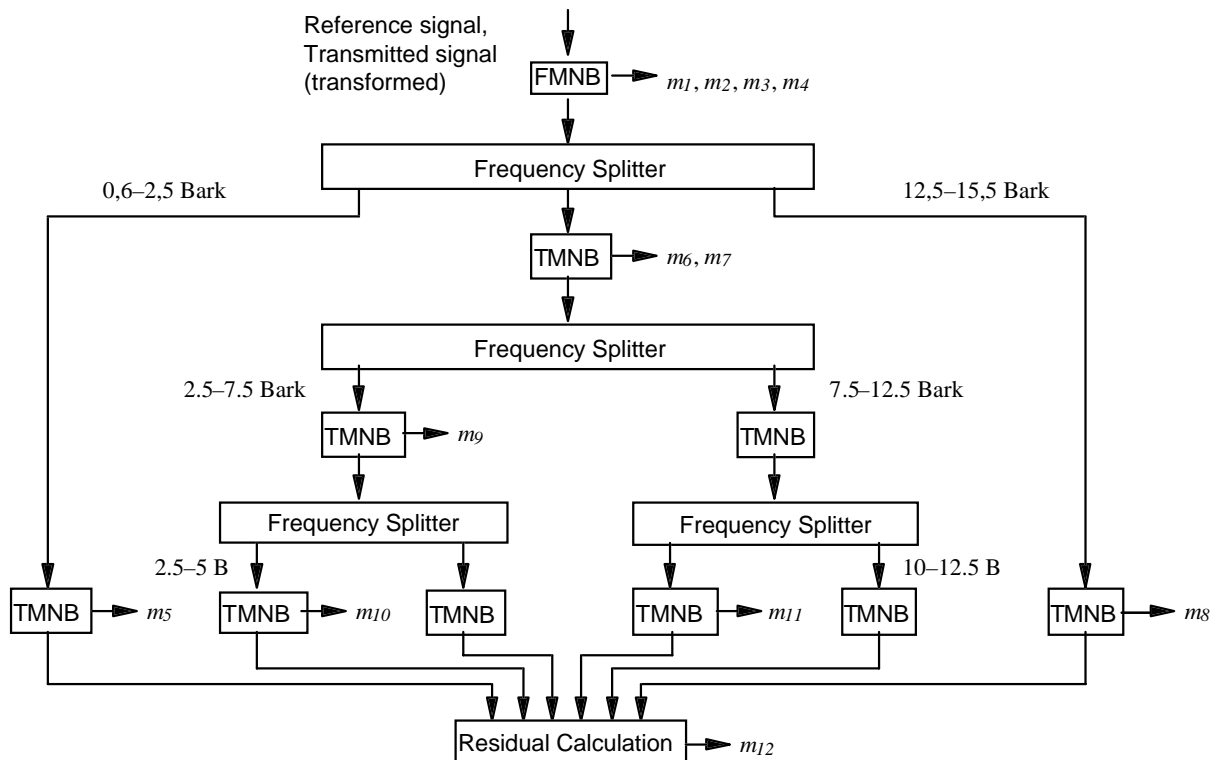 Reference signal,
Transmitted signal
(transformed)
FMNB
m1, m2, m3, m4
Frequency Splitter
0,6–2,5 Bark
12,5–15,5 Bark
TMNB
m6, m7
Frequency Splitter
2.5–7.5 Bark
7.5–12.5 Bark
TMNB
m9
TMNB
Frequency Splitter
Frequency Splitter
2.5–5 B
10–12.5 B
TMNB
m5
TMNB
m10
TMNB
TMNB
m11
TMNB
TMNB
m8
Residual Calculation
m12